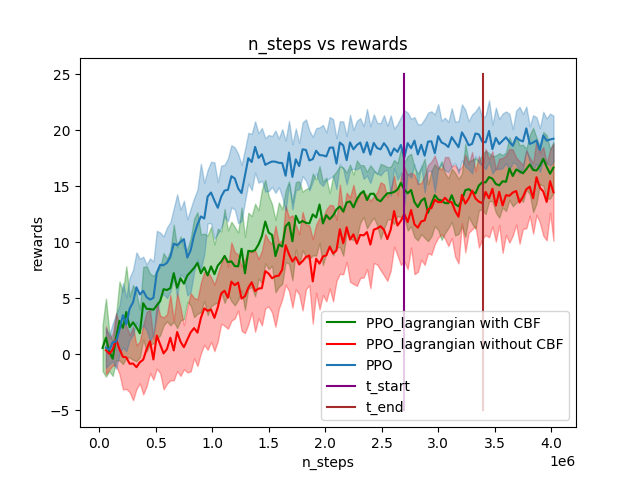 n_steps vs rewards
rewards
25
20
15
10
5
0
−5
PPO_lagrangian with CBF
PPO_lagrangian without CBF
PPO
t_start
t_end
0.0 0.5 1.0 1.5 2.0 2.5 3.0 3.5 4.0
n_steps
1e6